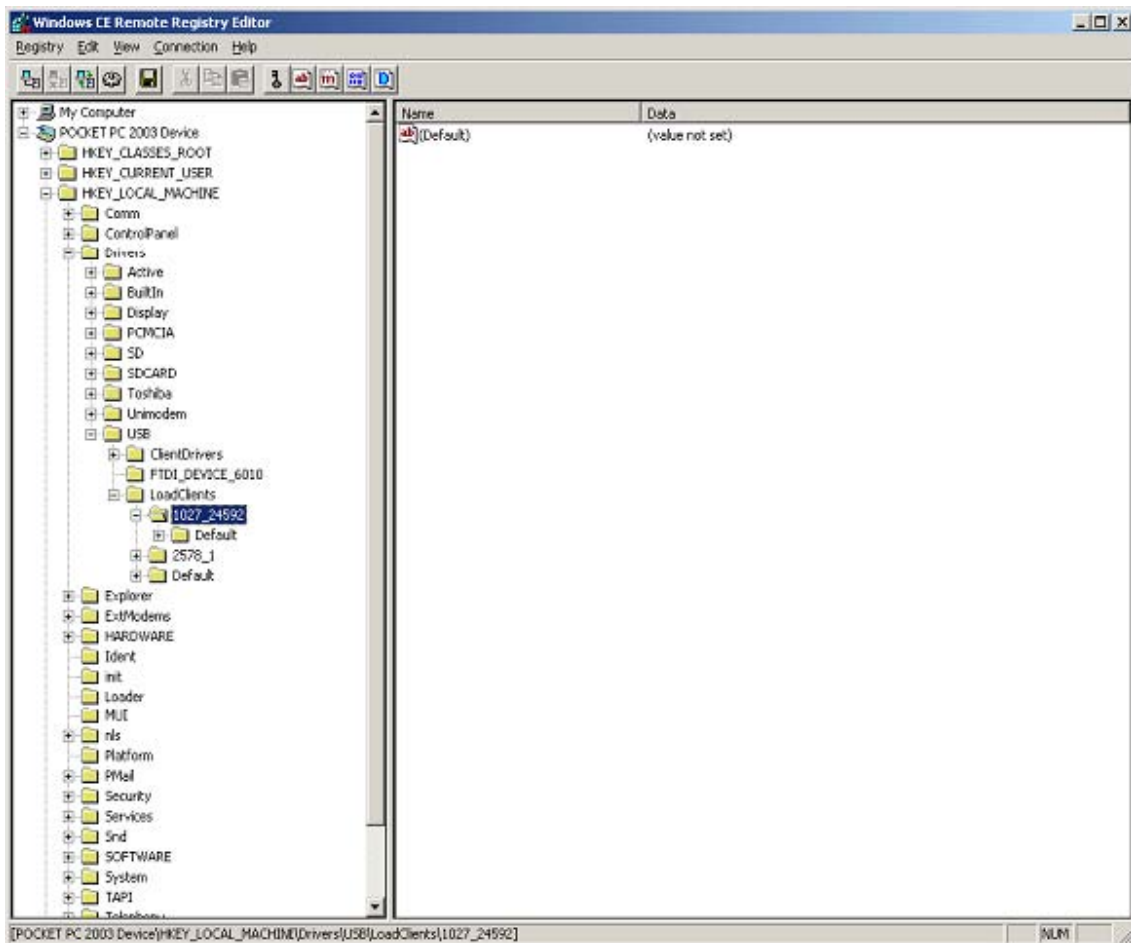 Windows CE Remote Registry Editor
Registry Edit View Connection Help
My Computer
POCKET PC 2003 Device
HKEY_CLASSES_ROOT
HKEY_CURRENT_USER
HKEY_LOCAL_MACHINE
Comm
ControlPanel
Drivers
Active
BuiltIn
Display
PCMCIA
SD
SDCARD
Toshiba
Unimodem
USB
ClientDrivers
FTDI_DEVICE_6010
LoadClients
1027_24592
Default
2578_1
Default
Explorer
ExtModems
HARDWARE
Ident
init
Loader
MUI
nls
Platform
PMail
Security
Services
Snd
SOFTWARE
System
TAPI
Telephony
Name Data
(Default) (value not set)
[POCKET PC 2003 Device\HKEY_LOCAL_MACHINE\Drivers\USB\LoadClients\1027_24592] NUM